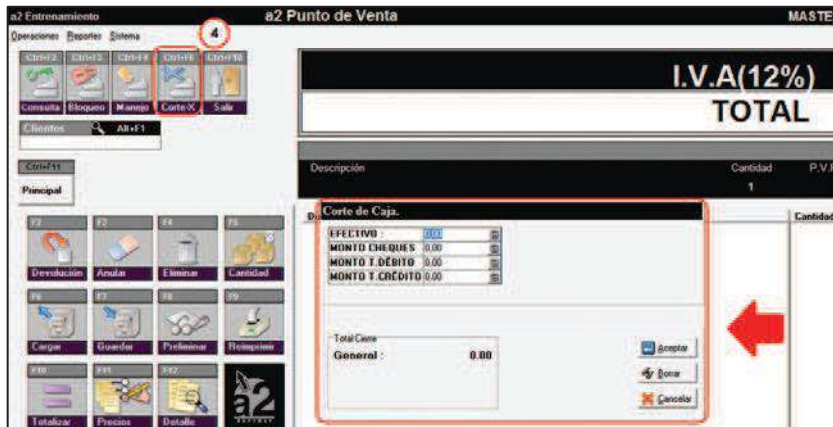 a2 Entrenamiento
a2 Punto de Venta
MASTE
Operaciones Reportes Sistema
4
Ctrl+F2 Ctrl+F3 Ctrl+F4 Ctrl+F6 Ctrl+F10
Consulta Bloqueo Manejo Corte-X Salir
Clientes Alt+F1
I.V.A(12%)
TOTAL
Ctrl+F11
Principal
Descripción Cantidad P.V.P
1
F2 F3 F4 F5
Devolución Anular Eliminar Cantidad
F6 F7 F8 F9
Cargar Guardar Preliminar Reimprimir
F10 F11 F12
Totalizar Precios Detalle
a2
Corte de Caja.
Cantidad
EFECTIVO : 0.00
MONTO CHEQUES 0.00
MONTO T.DÉBITO 0.00
MONTO T.CRÉDITO 0.00
Total Cierre
General : 0.00
Aceptar
Borrar
Cancelar